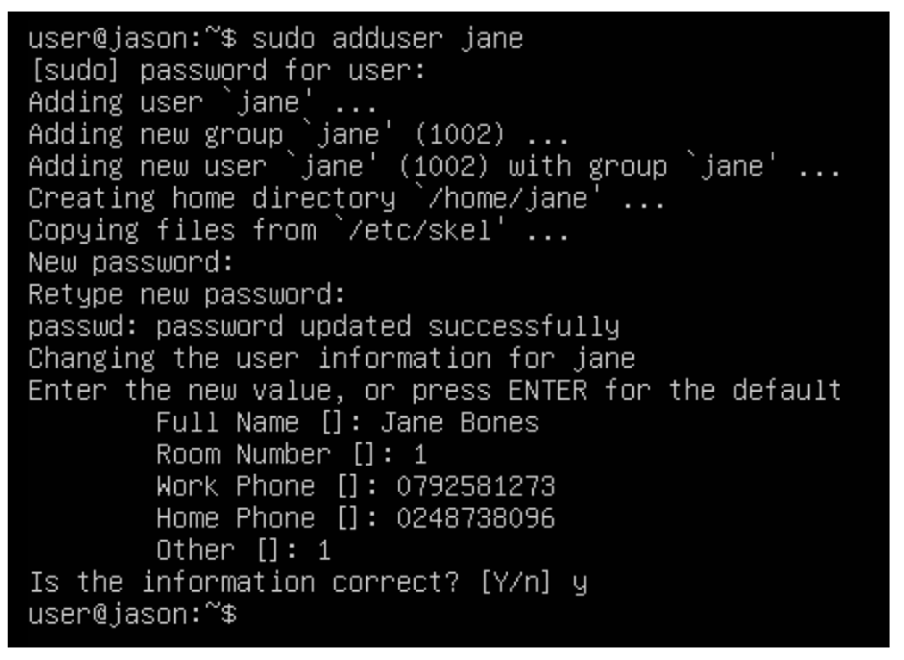 user@jason:~$ sudo adduser jane
[sudo] password for user:
Adding user `jane' ...
Adding new group `jane' (1002) ...
Adding new user `jane' (1002) with group `jane' ...
Creating home directory `/home/jane' ...
Copying files from `/etc/skel' ...
New password:
Retype new password:
passwd: password updated successfully
Changing the user information for jane
Enter the new value, or press ENTER for the default
Full Name []: Jane Bones
Room Number []: 1
Work Phone []: 0792581273
Home Phone []: 0248738096
Other []: 1
Is the information correct? [Y/n] y
user@jason:~$